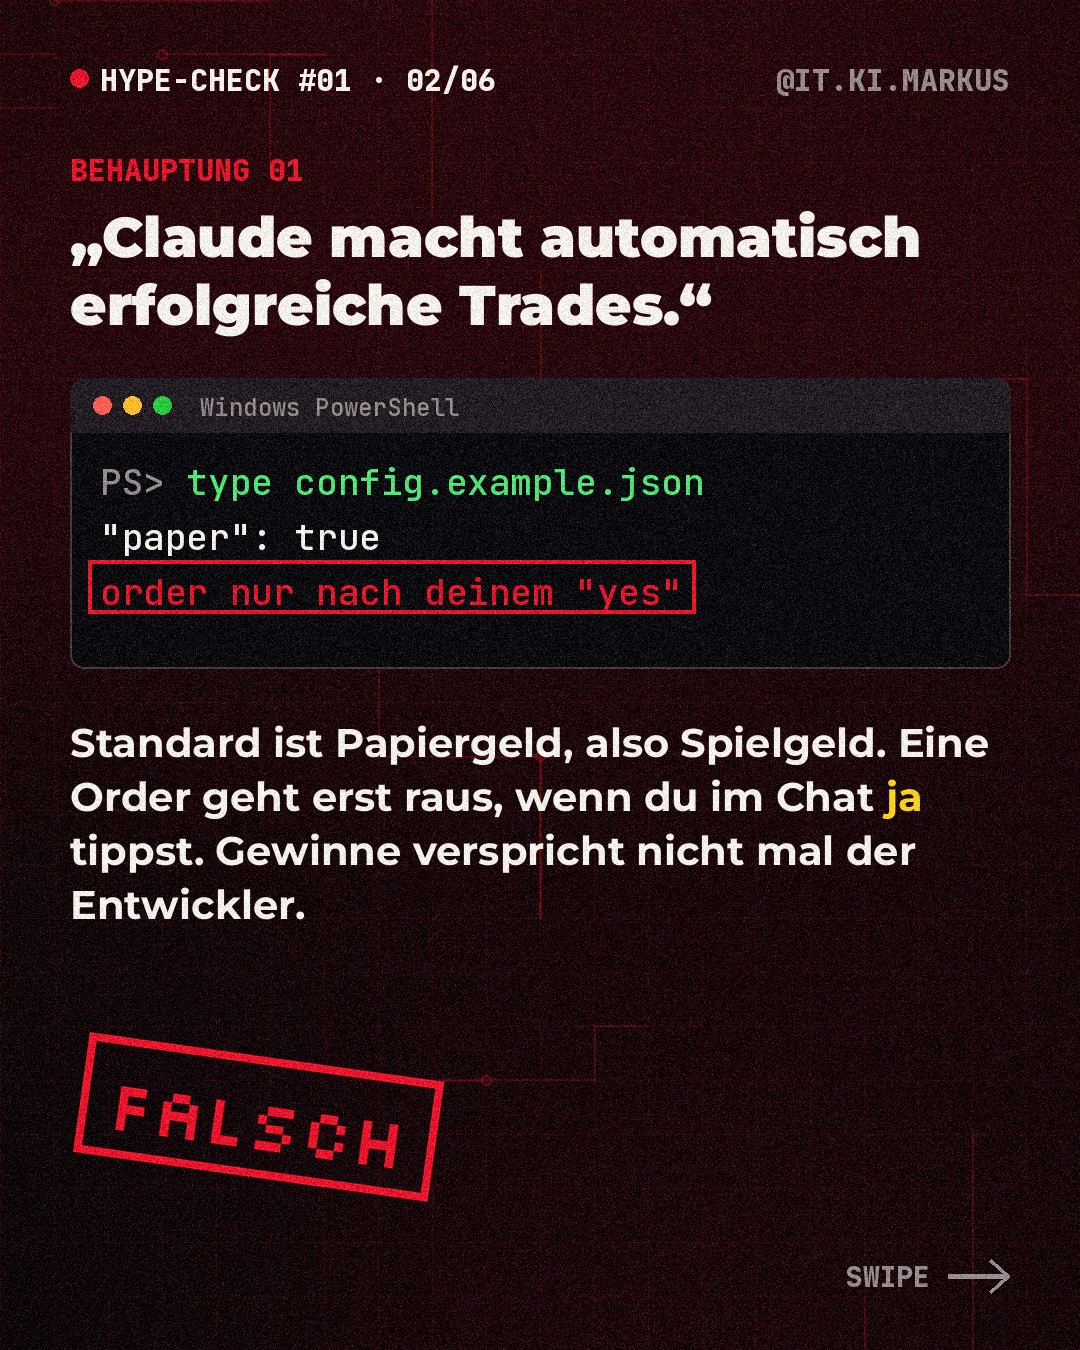 HYPE-CHECK #01 · 02/06
@IT.KI.MARKUS
BEHAUPTUNG 01
„Claude macht automatisch
erfolgreiche Trades.“
Windows PowerShell
PS> type config.example.json
"paper": true
order nur nach deinem "yes"
Standard ist Papiergeld, also Spielgeld. Eine
Order geht erst raus, wenn du im Chat ja
tippst. Gewinne verspricht nicht mal der
Entwickler.
FALSCH
SWIPE